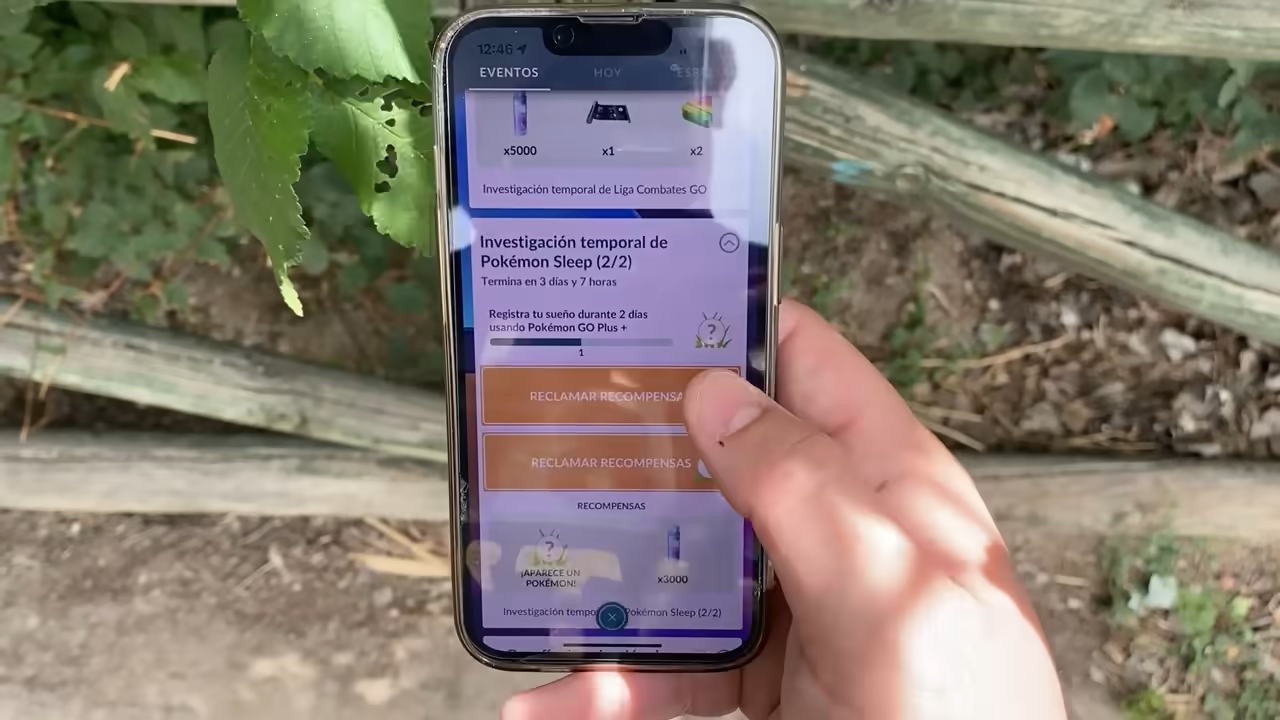 12:46
EVENTOS HOY
x5000 x1 x2
Investigación temporal de Liga Combates GO
Investigación temporal de
Pokémon Sleep (2/2)
Termina en 3 días y 7 horas
Registra tu sueño durante 2 días
usando Pokémon GO Plus +
?
1
RECLAMAR RECOMPENSA
RECLAMAR RECOMPENSAS
RECOMPENSAS
?
¡APARECE UN
POKÉMON!
x3000
Investigación Pokémon Sleep (2/2)